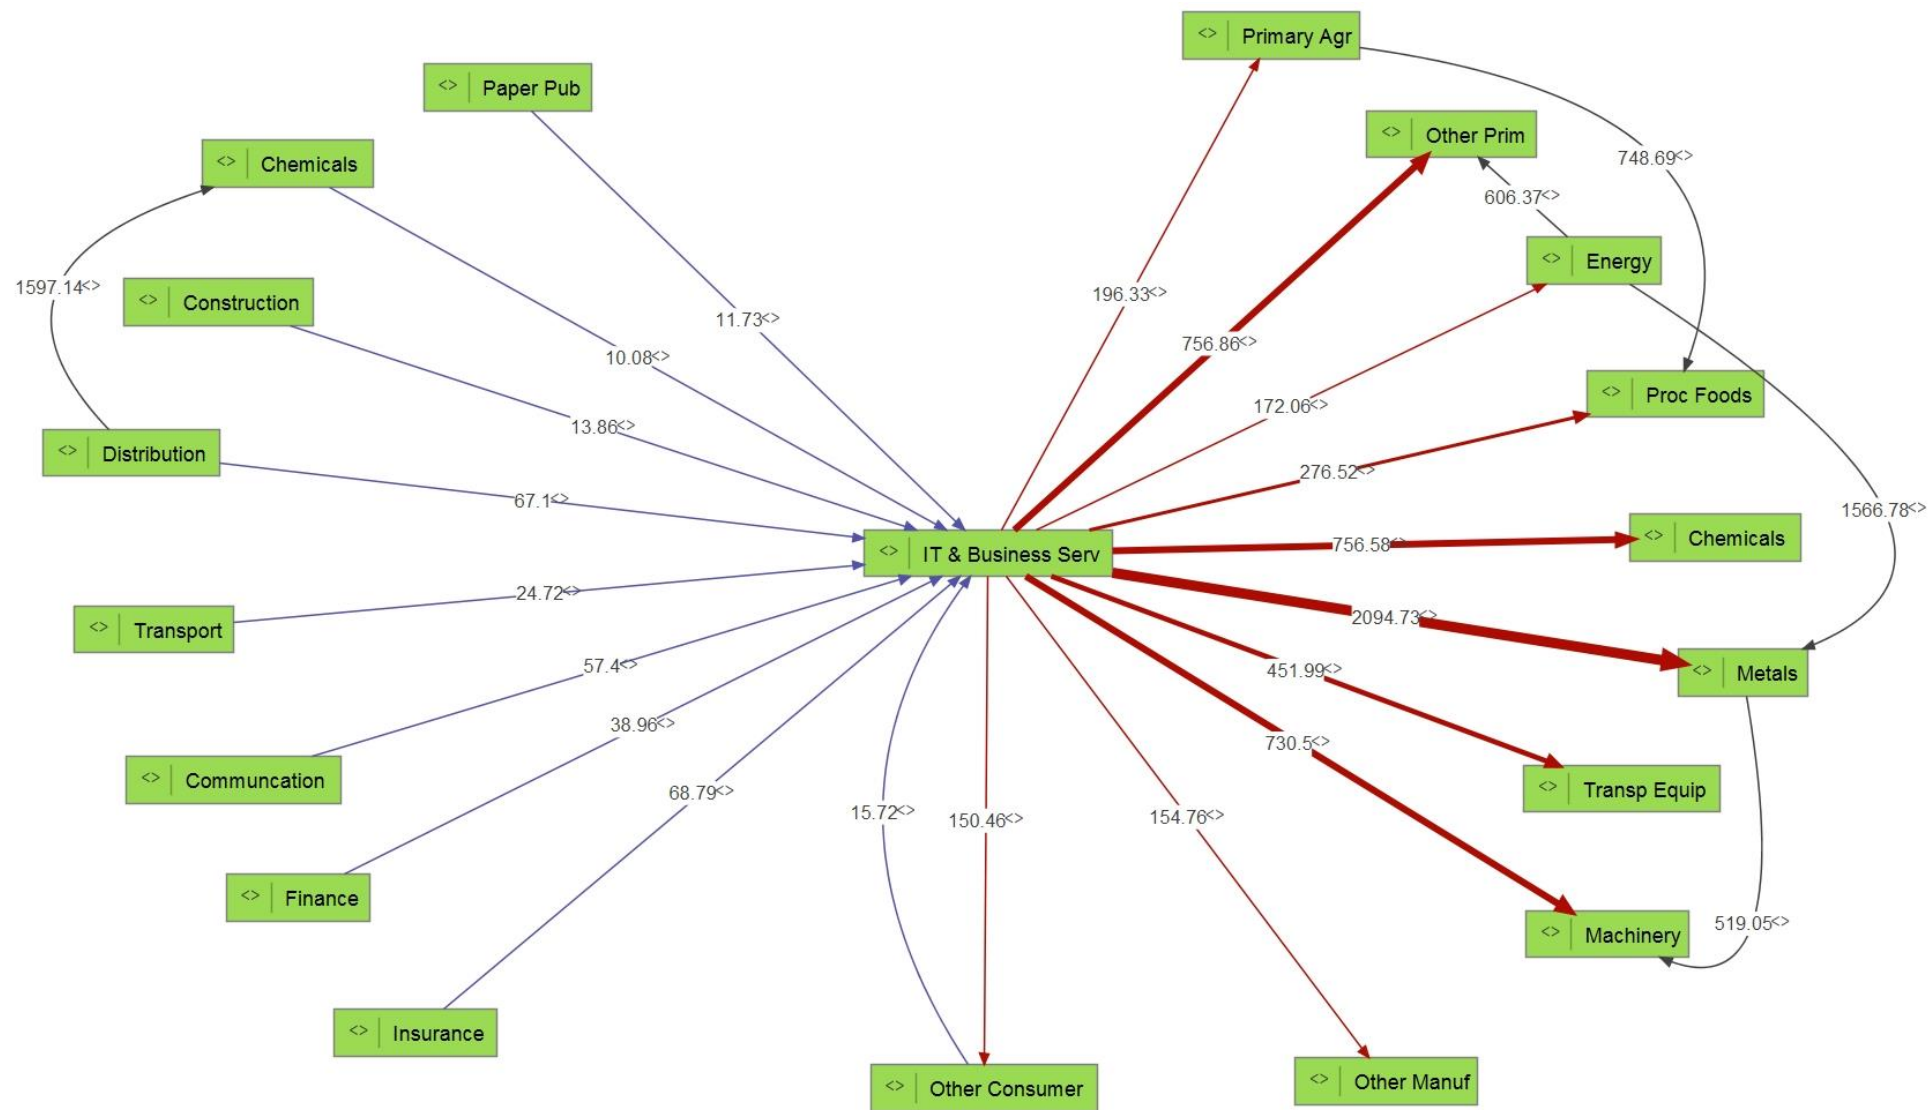 <> Primary Agr
<> Paper Pub
<> Other Prim
<> Chemicals
748.69<>
606.37<>
<> Energy
1597.14<>
<> Construction
196.33<>
11.73<>
756.86<>
10.08<>
<> Proc Foods
172.06<>
13.86<>
<> Distribution
276.52<>
67.1<>
1566.78<>
<> IT & Business Serv
756.58<>
<> Chemicals
24.72<>
2094.73<>
<> Transport
57.4<>
451.99<>
<> Metals
38.96<>
730.5<>
<> Communcation
68.79<>
<> Transp Equip
15.72<>
150.46<>
154.76<>
<> Finance
519.05<>
<> Machinery
<> Insurance
<> Other Consumer
<> Other Manuf